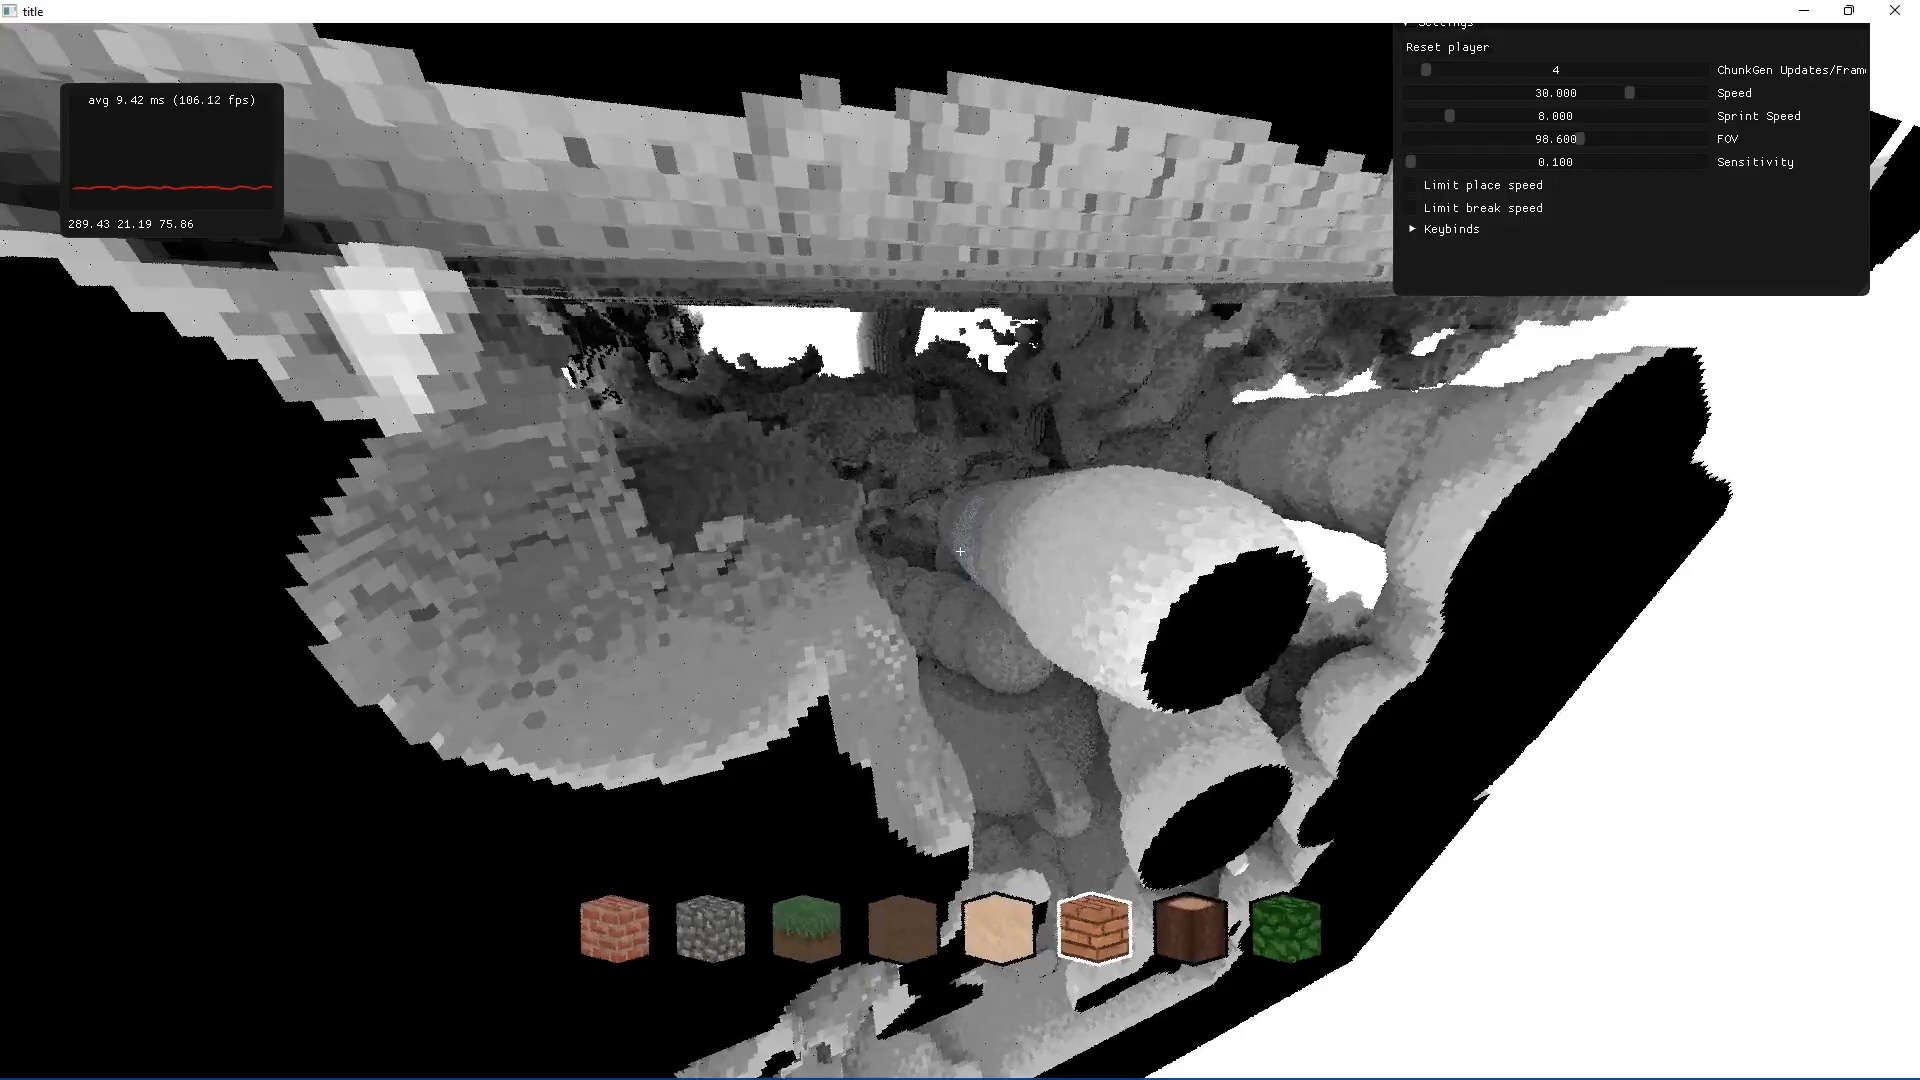 title
Settings
Reset player
4 ChunkGen Updates/Fram
30.000 Speed
8.000 Sprint Speed
98.600 FOV
0.100 Sensitivity
Limit place speed
Limit break speed
Keybinds
avg 9.42 ms (106.12 fps)
289.43 21.19 75.86